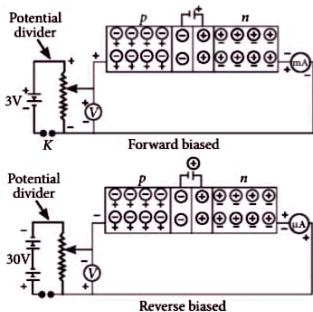 Potential
divider
p
n
3V
V
mA
K
Forward biased
Potential
divider
p
n
30V
V
μA
Reverse biased